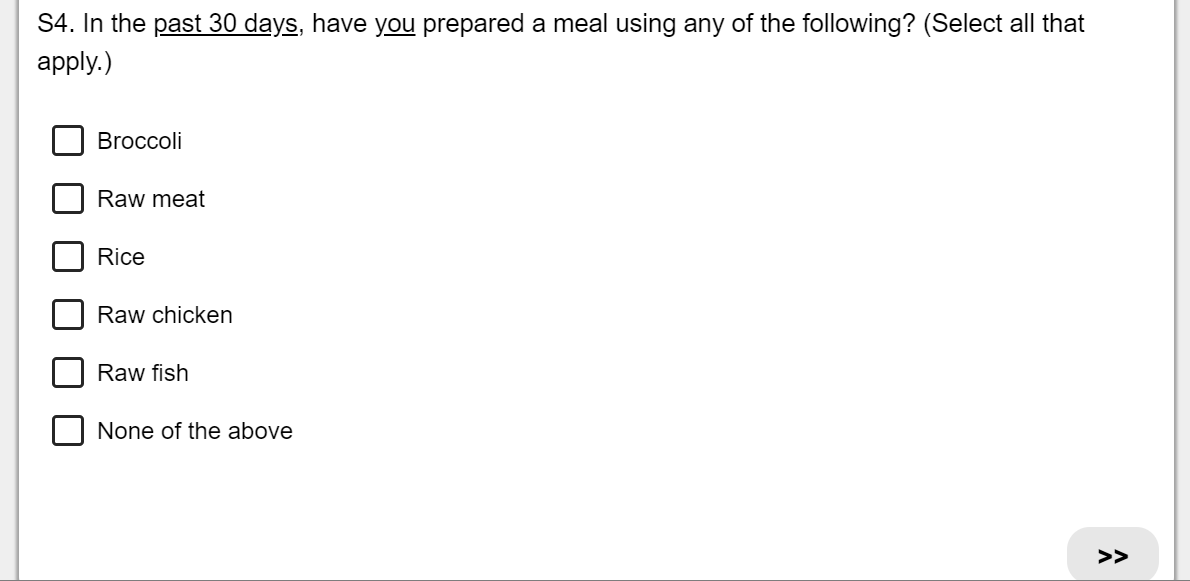 S4. In the past 30 days, have you prepared a meal using any of the following? (Select all that
apply.)
Broccoli
Raw meat
Rice
Raw chicken
Raw fish
None of the above
>>